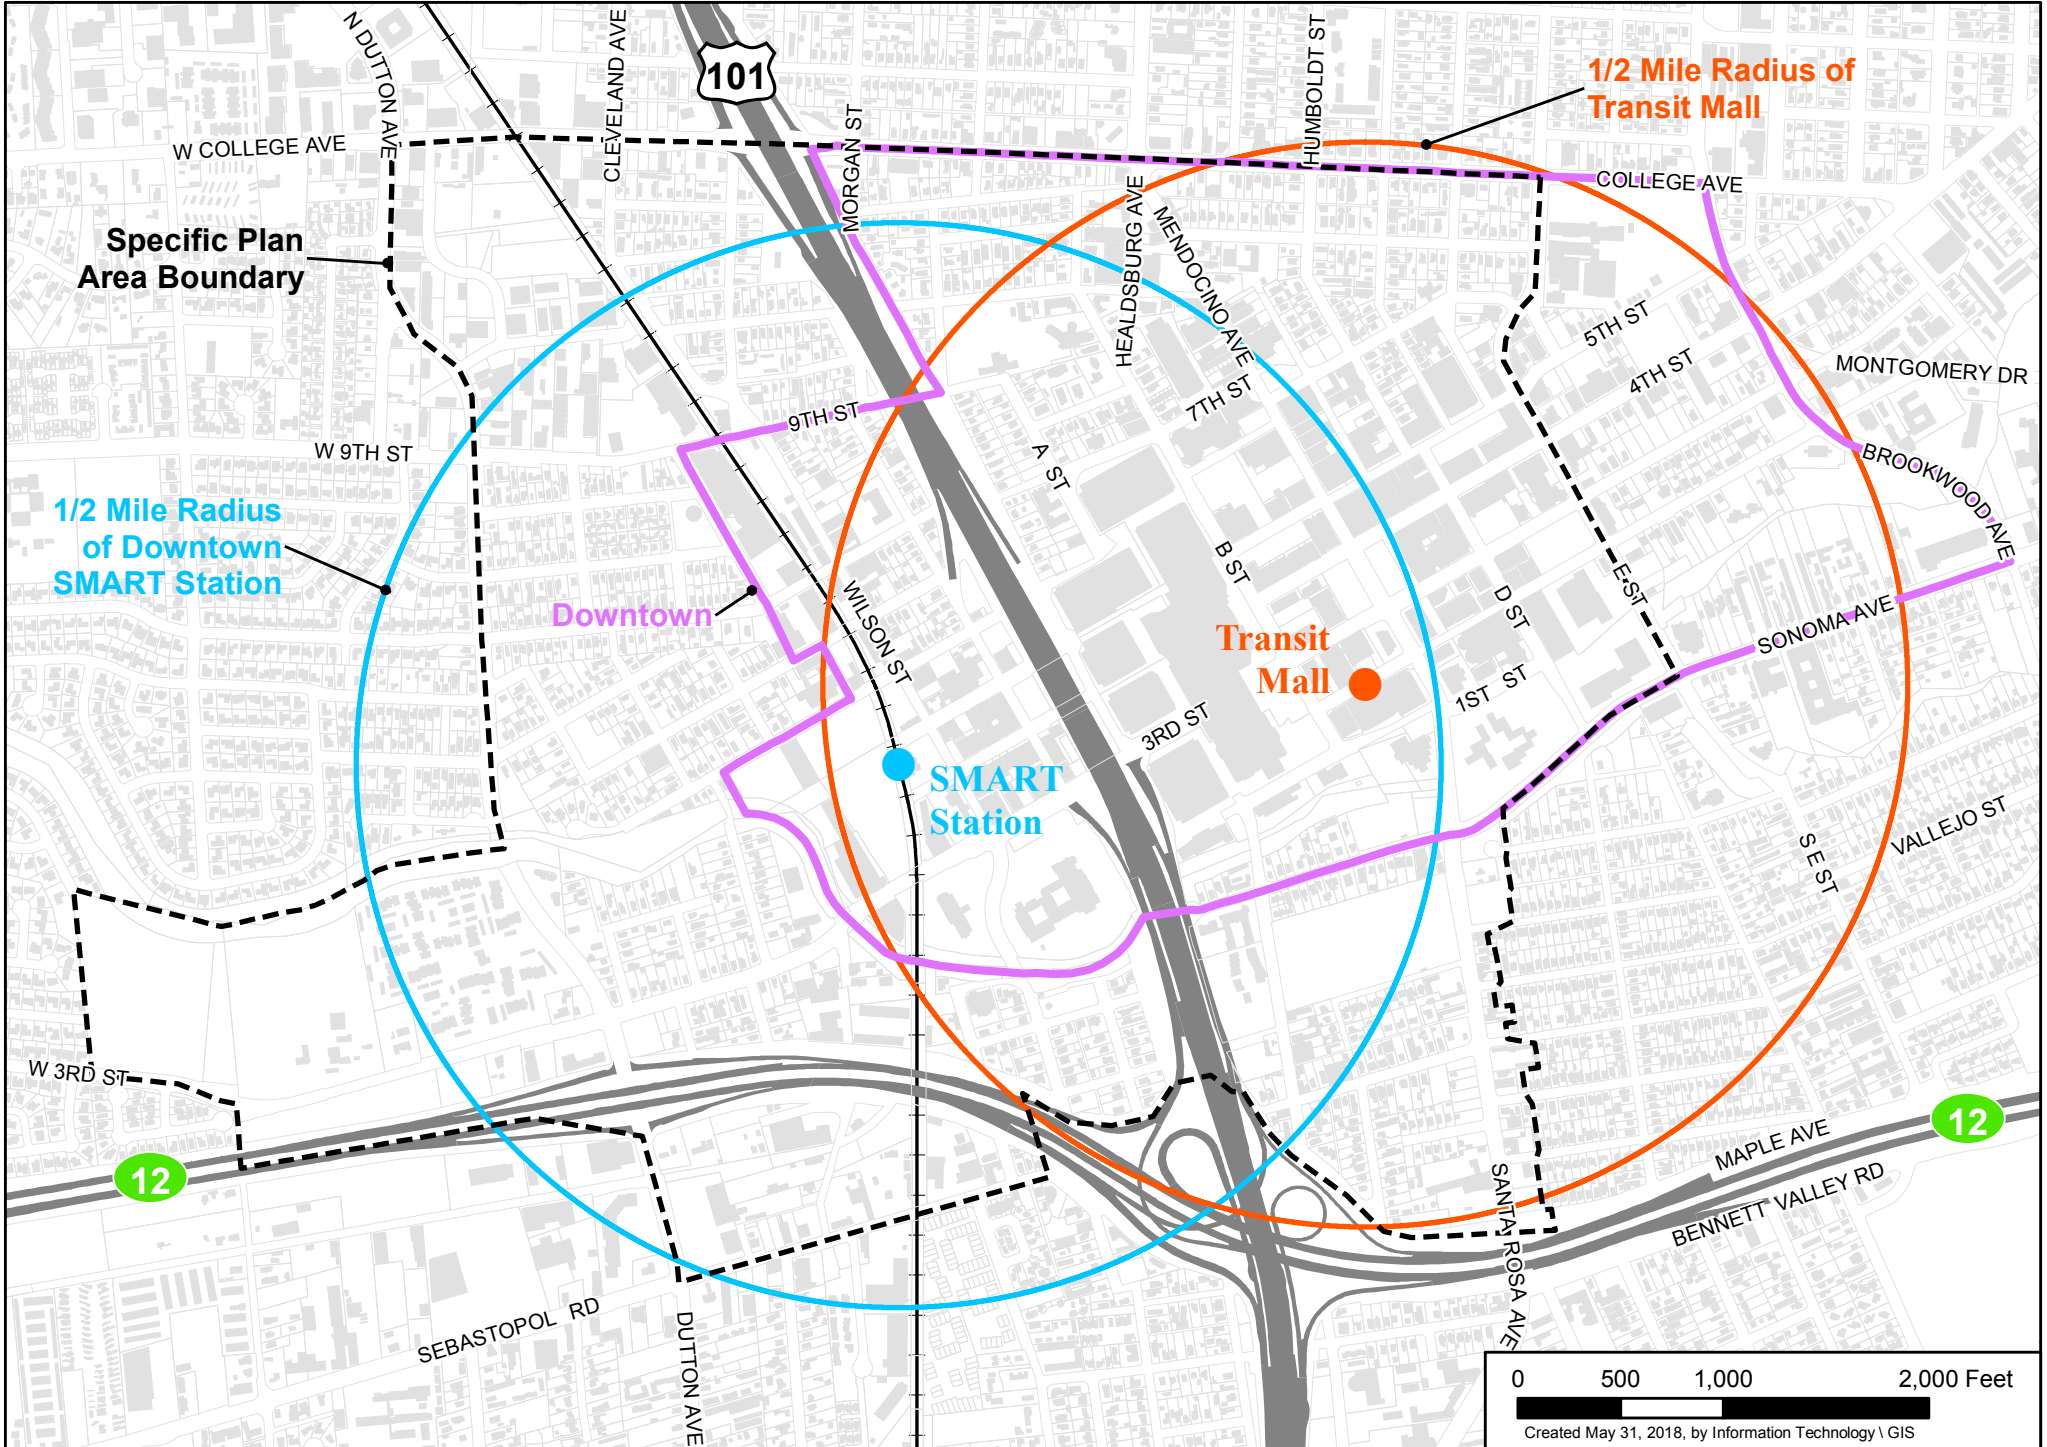 N DUTTON AVE
CLEVELAND AVE
101
HUMBOLDT ST
1/2 Mile Radius of
Transit Mall
W COLLEGE AVE
MORGAN ST
COLLEGE AVE
Specific Plan
Area Boundary
HEALDSBURG AVE
MENDOCINO AVE
5TH ST
4TH ST
MONTGOMERY DR
7TH ST
9TH ST
W 9TH ST
A ST
BROOKWOOD AVE
1/2 Mile Radius
of Downtown
SMART Station
B ST
E ST
D ST
Downtown
WILSON ST
SONOMA AVE
Transit
Mall
1ST ST
3RD ST
SMART
Station
S E ST
VALLEJO ST
W 3RD ST
12
12
MAPLE AVE
BENNETT VALLEY RD
SANTA ROSA AVE
SEBASTOPOL RD
DUTTON AVE
0 500 1,000 2,000 Feet
Created May 31, 2018, by Information Technology \ GIS